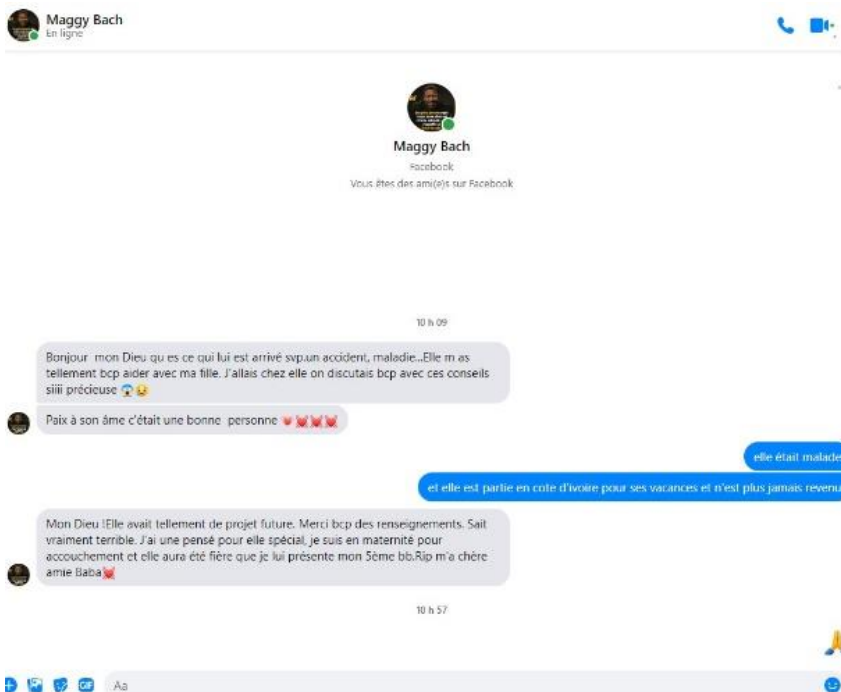 Maggy Bach
En ligne
Maggy Bach
Facebook
Vous êtes des ami(e)s sur Facebook
10 h 09
Bonjour mon Dieu qu es ce qui lui est arrivé svp.un accident, maladie...Elle m as
tellement bcp aider avec ma fille. J'allais chez elle on discutais bcp avec ces conseils
siiii précieuse 😱😥
Paix à son âme c'était une bonne personne 💓💓💓💓
elle était malade
et elle est partie en cote d'ivoire pour ses vacances et n'est plus jamais revenu
Mon Dieu !Elle avait tellement de projet future. Merci bcp des renseignements. Sait
vraiment terrible. J'ai une pensé pour elle spécial, je suis en maternité pour
accouchement et elle aura été fière que je lui présente mon 5ème bb.Rip m'a chère
amie Baba💓
10 h 57
🙏
GIF
Aa